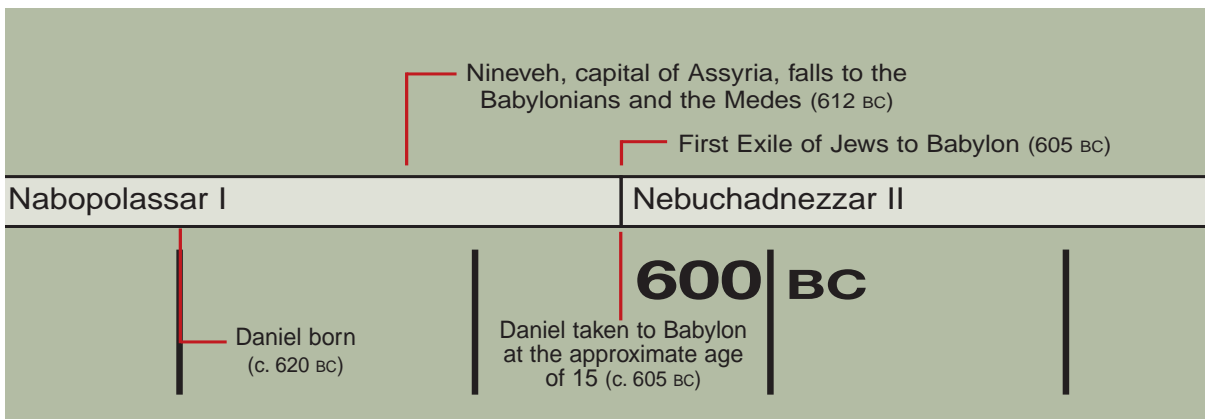 Nineveh, capital of Assyria, falls to the
Babylonians and the Medes (612 BC)
First Exile of Jews to Babylon (605 BC)
Nabopolassar I
Nebuchadnezzar II
600 BC
Daniel born
(c. 620 BC)
Daniel taken to Babylon
at the approximate age
of 15 (c. 605 BC)